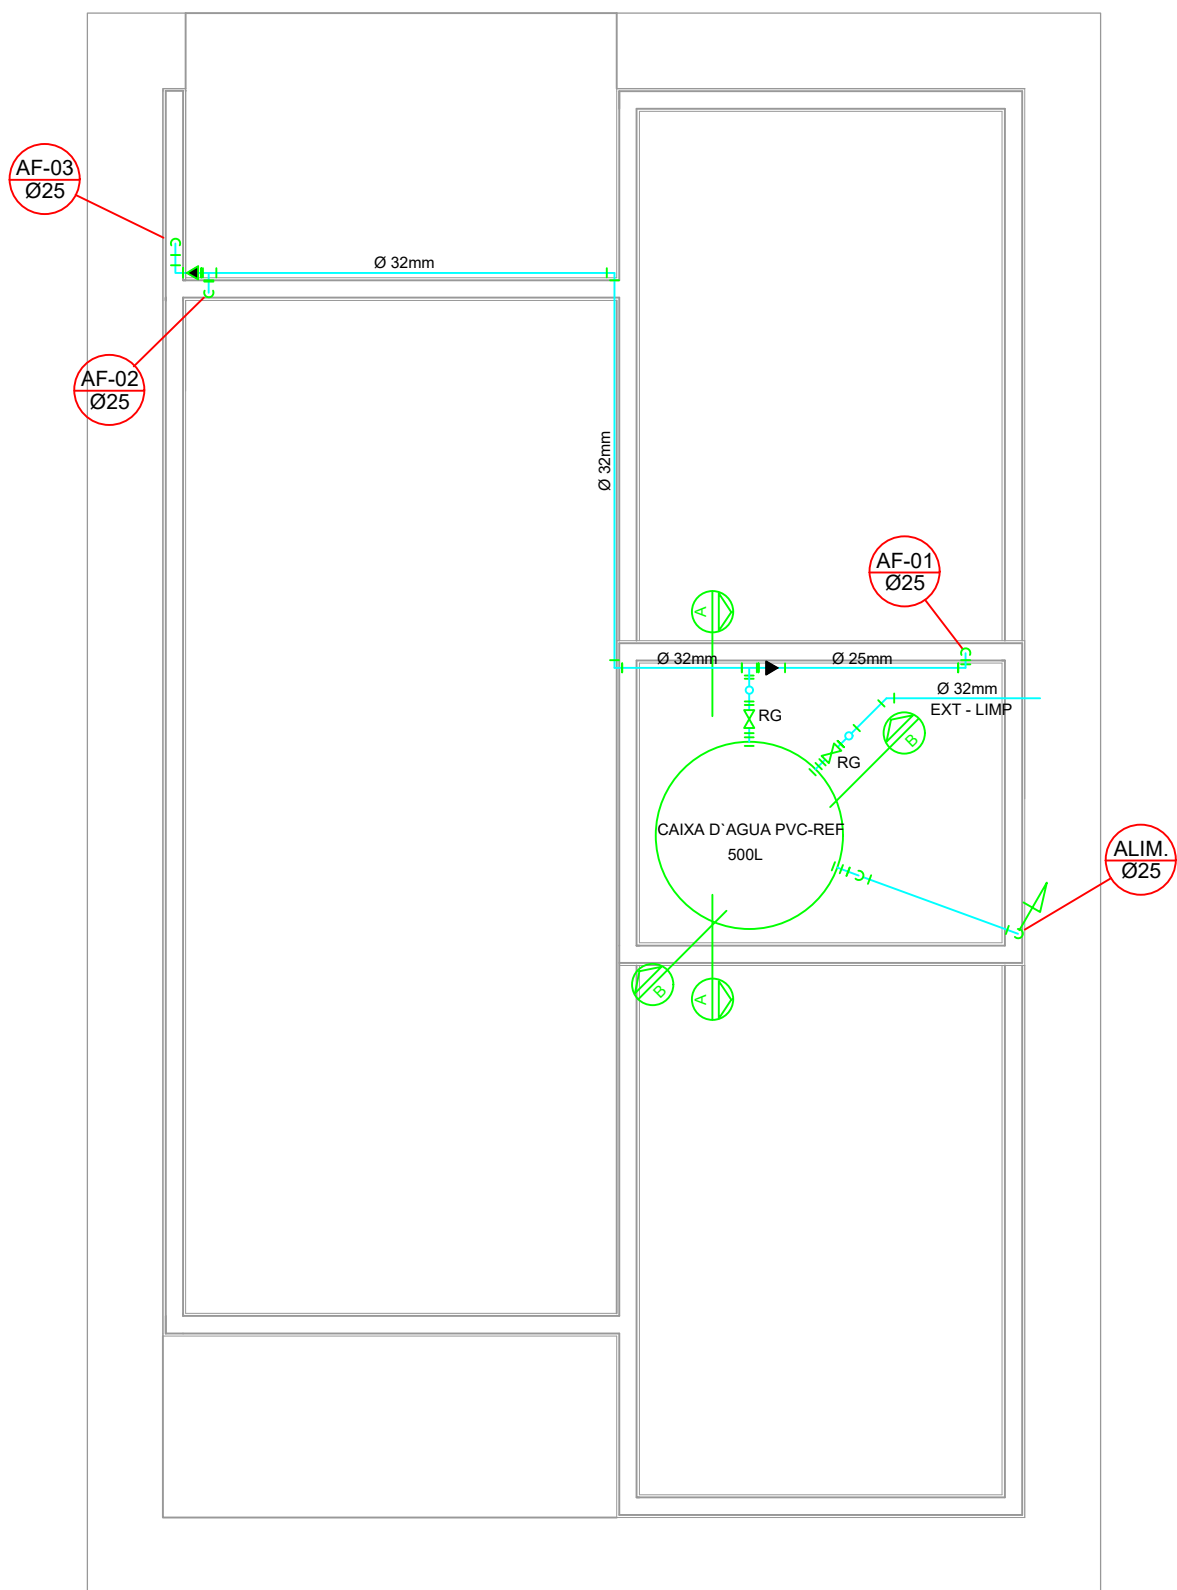 AF-03
Ø25
Ø 32mm
AF-02
Ø25
Ø 32mm
AF-01
Ø25
A
Ø 32mm
Ø 25mm
Ø 32mm
EXT - LIMP
RG
B
RG
CAIXA D`AGUA PVC-REF
500L
ALIM.
Ø25
B
A